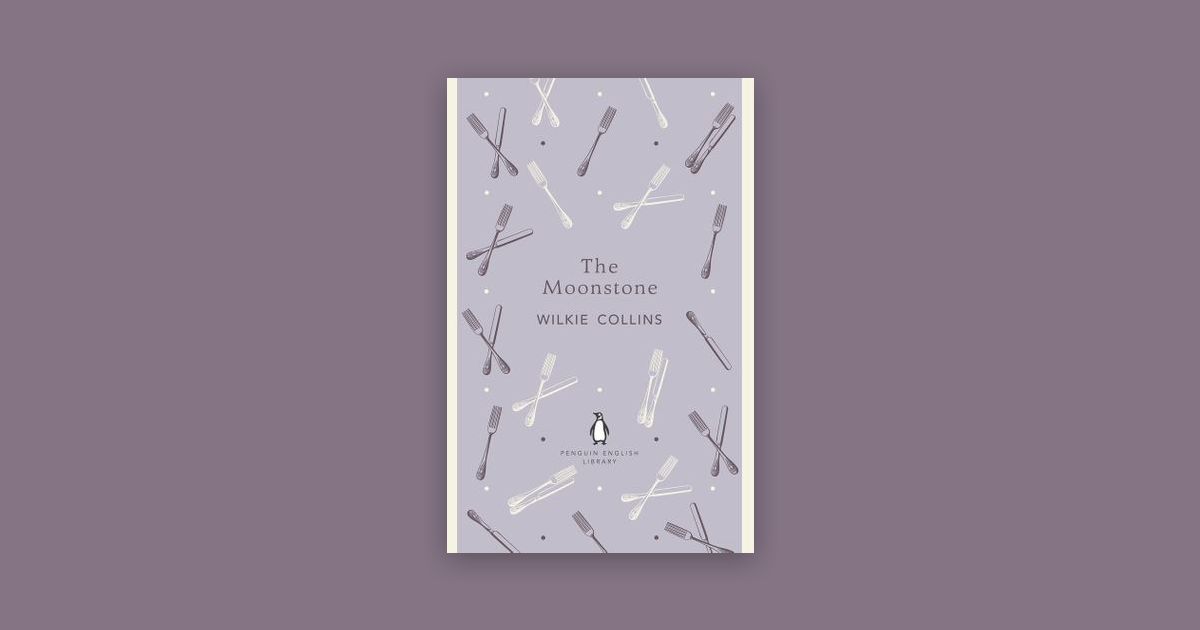 The
Moonstone
WILKIE COLLINS
PENGUIN ENGLISH
LIBRARY